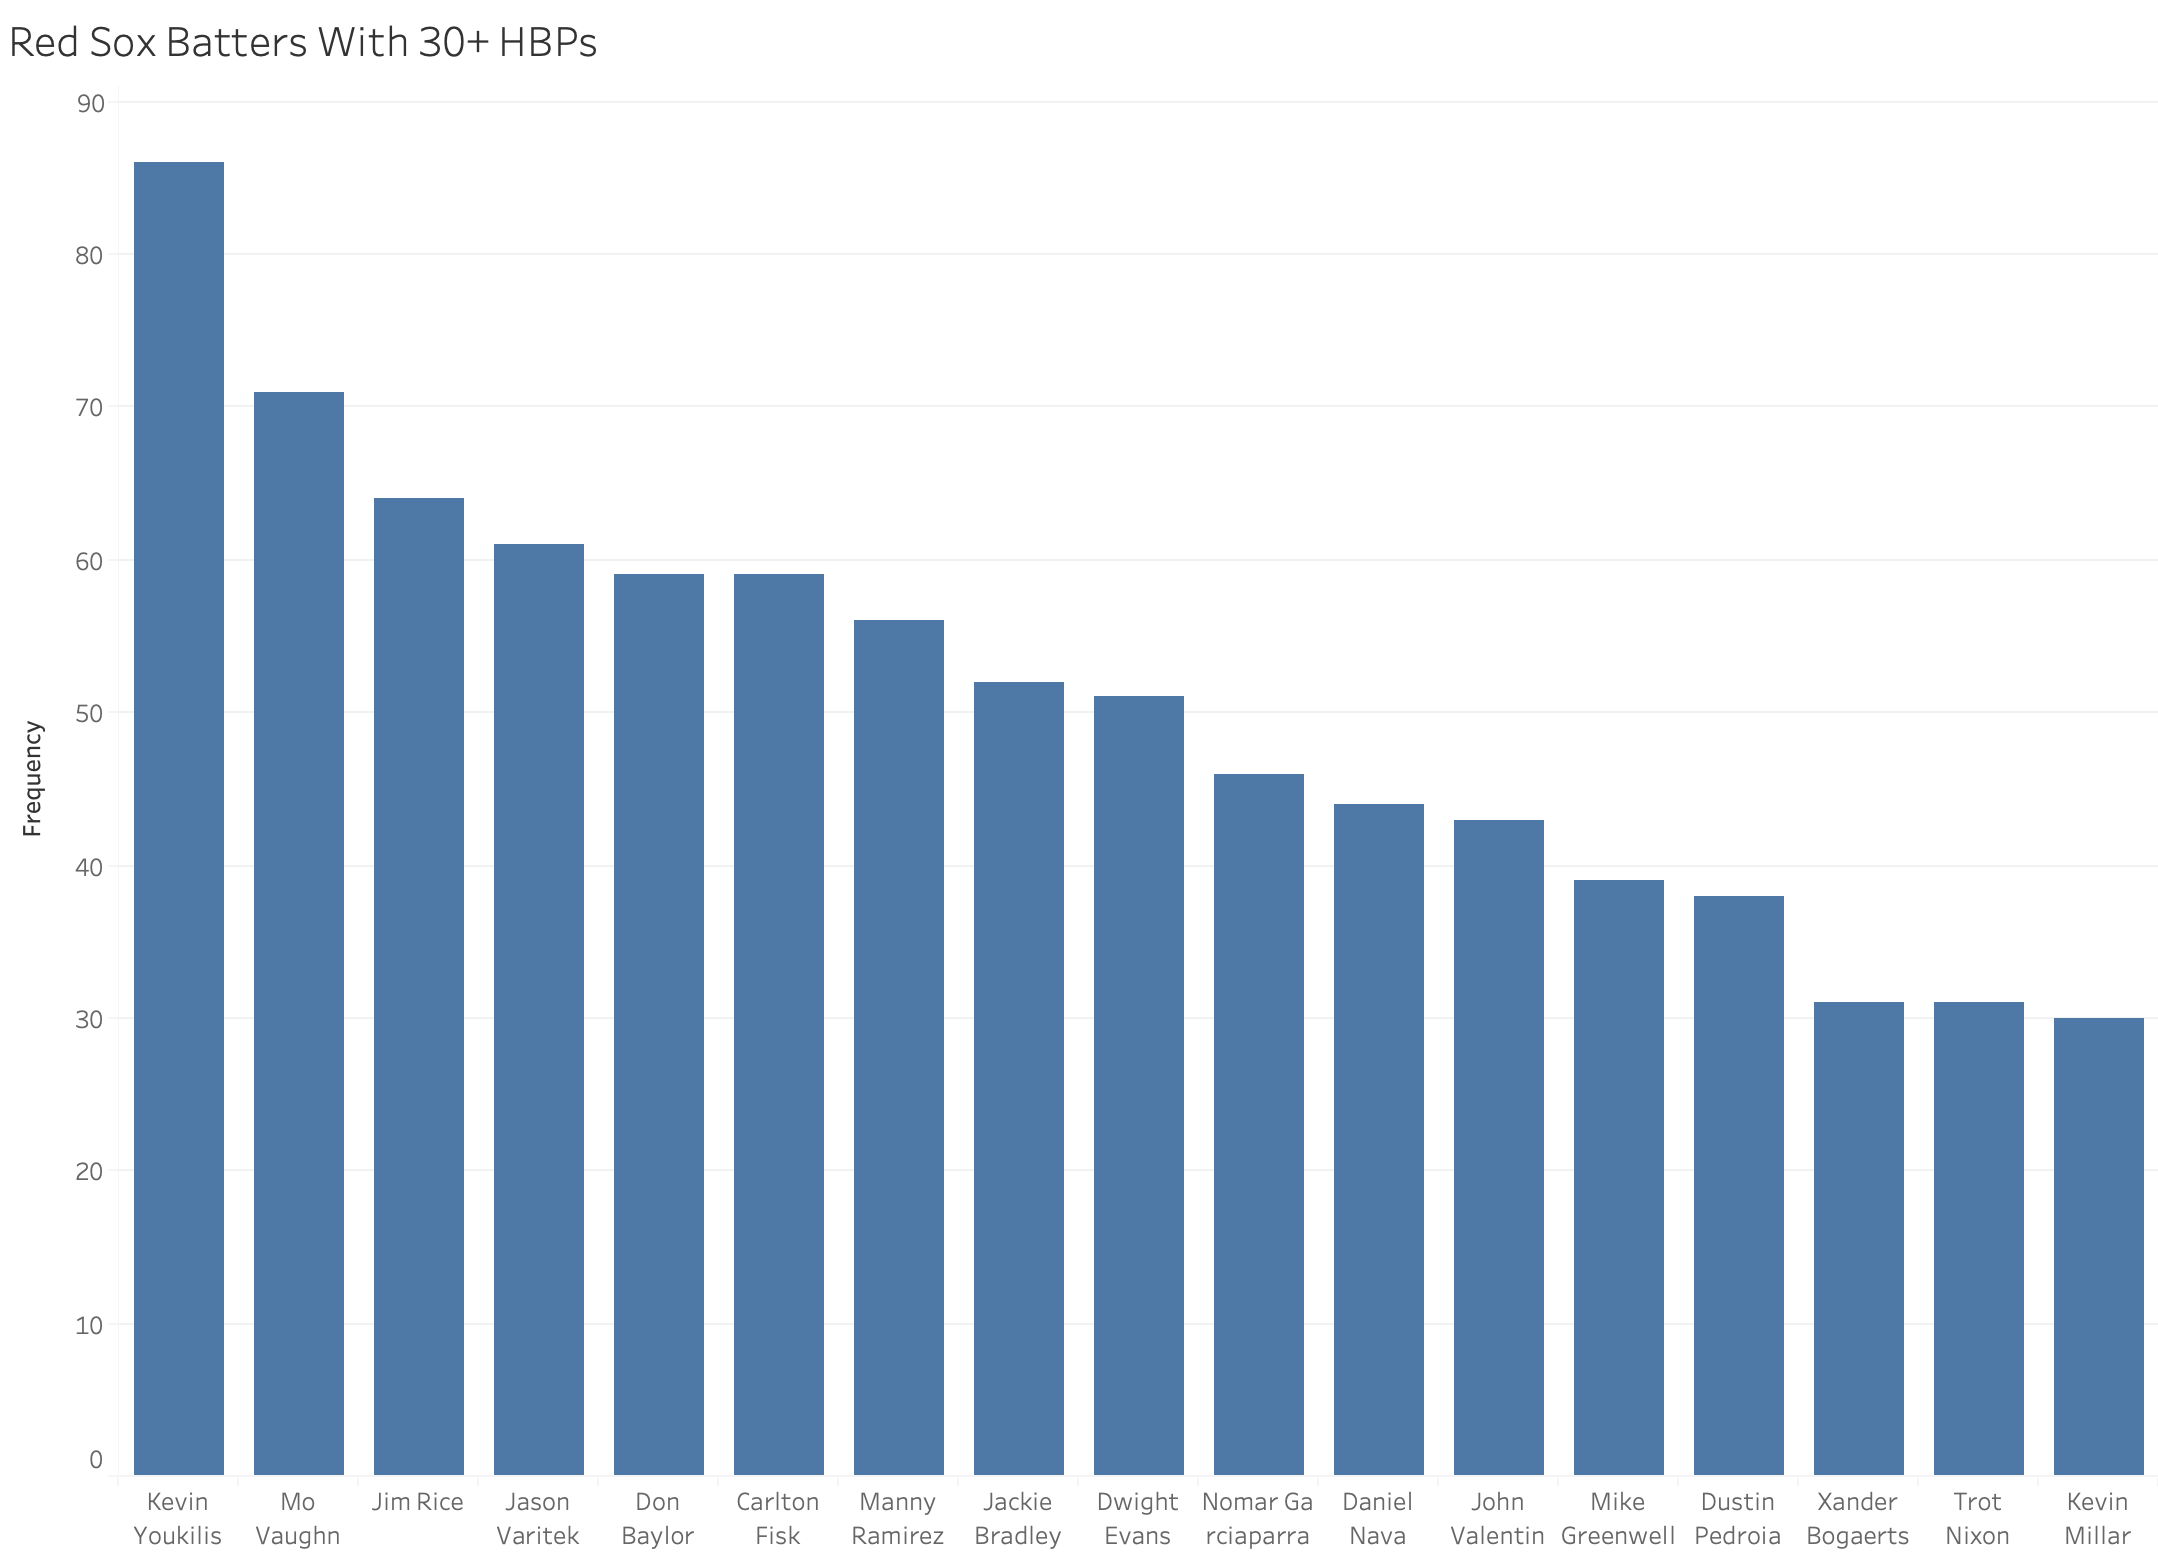 Red Sox Batters With 30+ HBPs
90
80
70
60
50
40
30
20
10
0
Frequency
Kevin Youkilis
Mo Vaughn
Jim Rice
Jason Varitek
Don Baylor
Carlton Fisk
Manny Ramirez
Jackie Bradley
Dwight Evans
Nomar Ga
rciaparra
Daniel Nava
John Valentin
Mike Greenwell
Dustin Pedroia
Xander Bogaerts
Trot Nixon
Kevin Millar